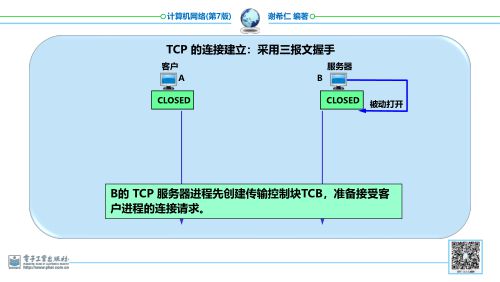 计算机网络(第7版)
谢希仁 编著
TCP 的连接建立：采用三报文握手
客户
服务器
A
B
CLOSED
CLOSED
被动打开
B的 TCP 服务器进程先创建传输控制块TCB，准备接受客
户进程的连接请求。
电子工业出版社
http://www.phei.com.cn